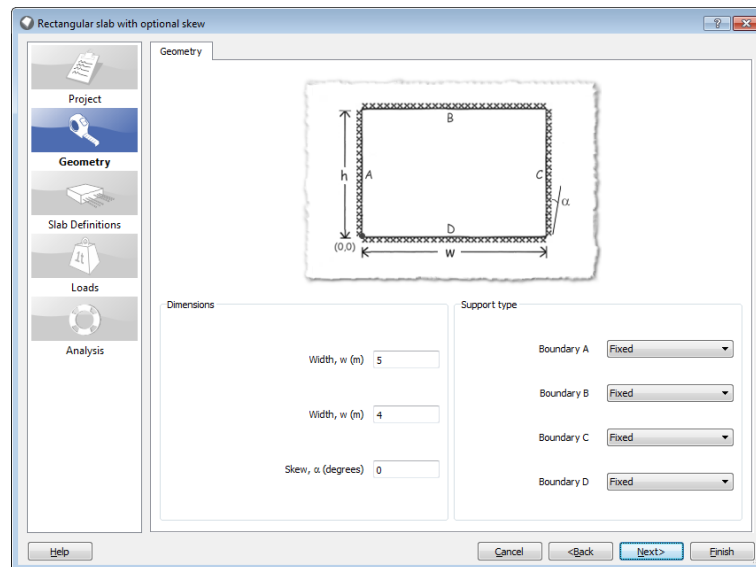 Rectangular slab with optional skew
Geometry
Project
Geometry
Slab Definitions
1t
Loads
Analysis
B
h
A
C
α
D
(0,0)
w
Dimensions
Width, w (m) 5
Width, w (m) 4
Skew, α (degrees) 0
Support type
Boundary A Fixed
Boundary B Fixed
Boundary C Fixed
Boundary D Fixed
Help
Cancel
<Back
Next>
Finish